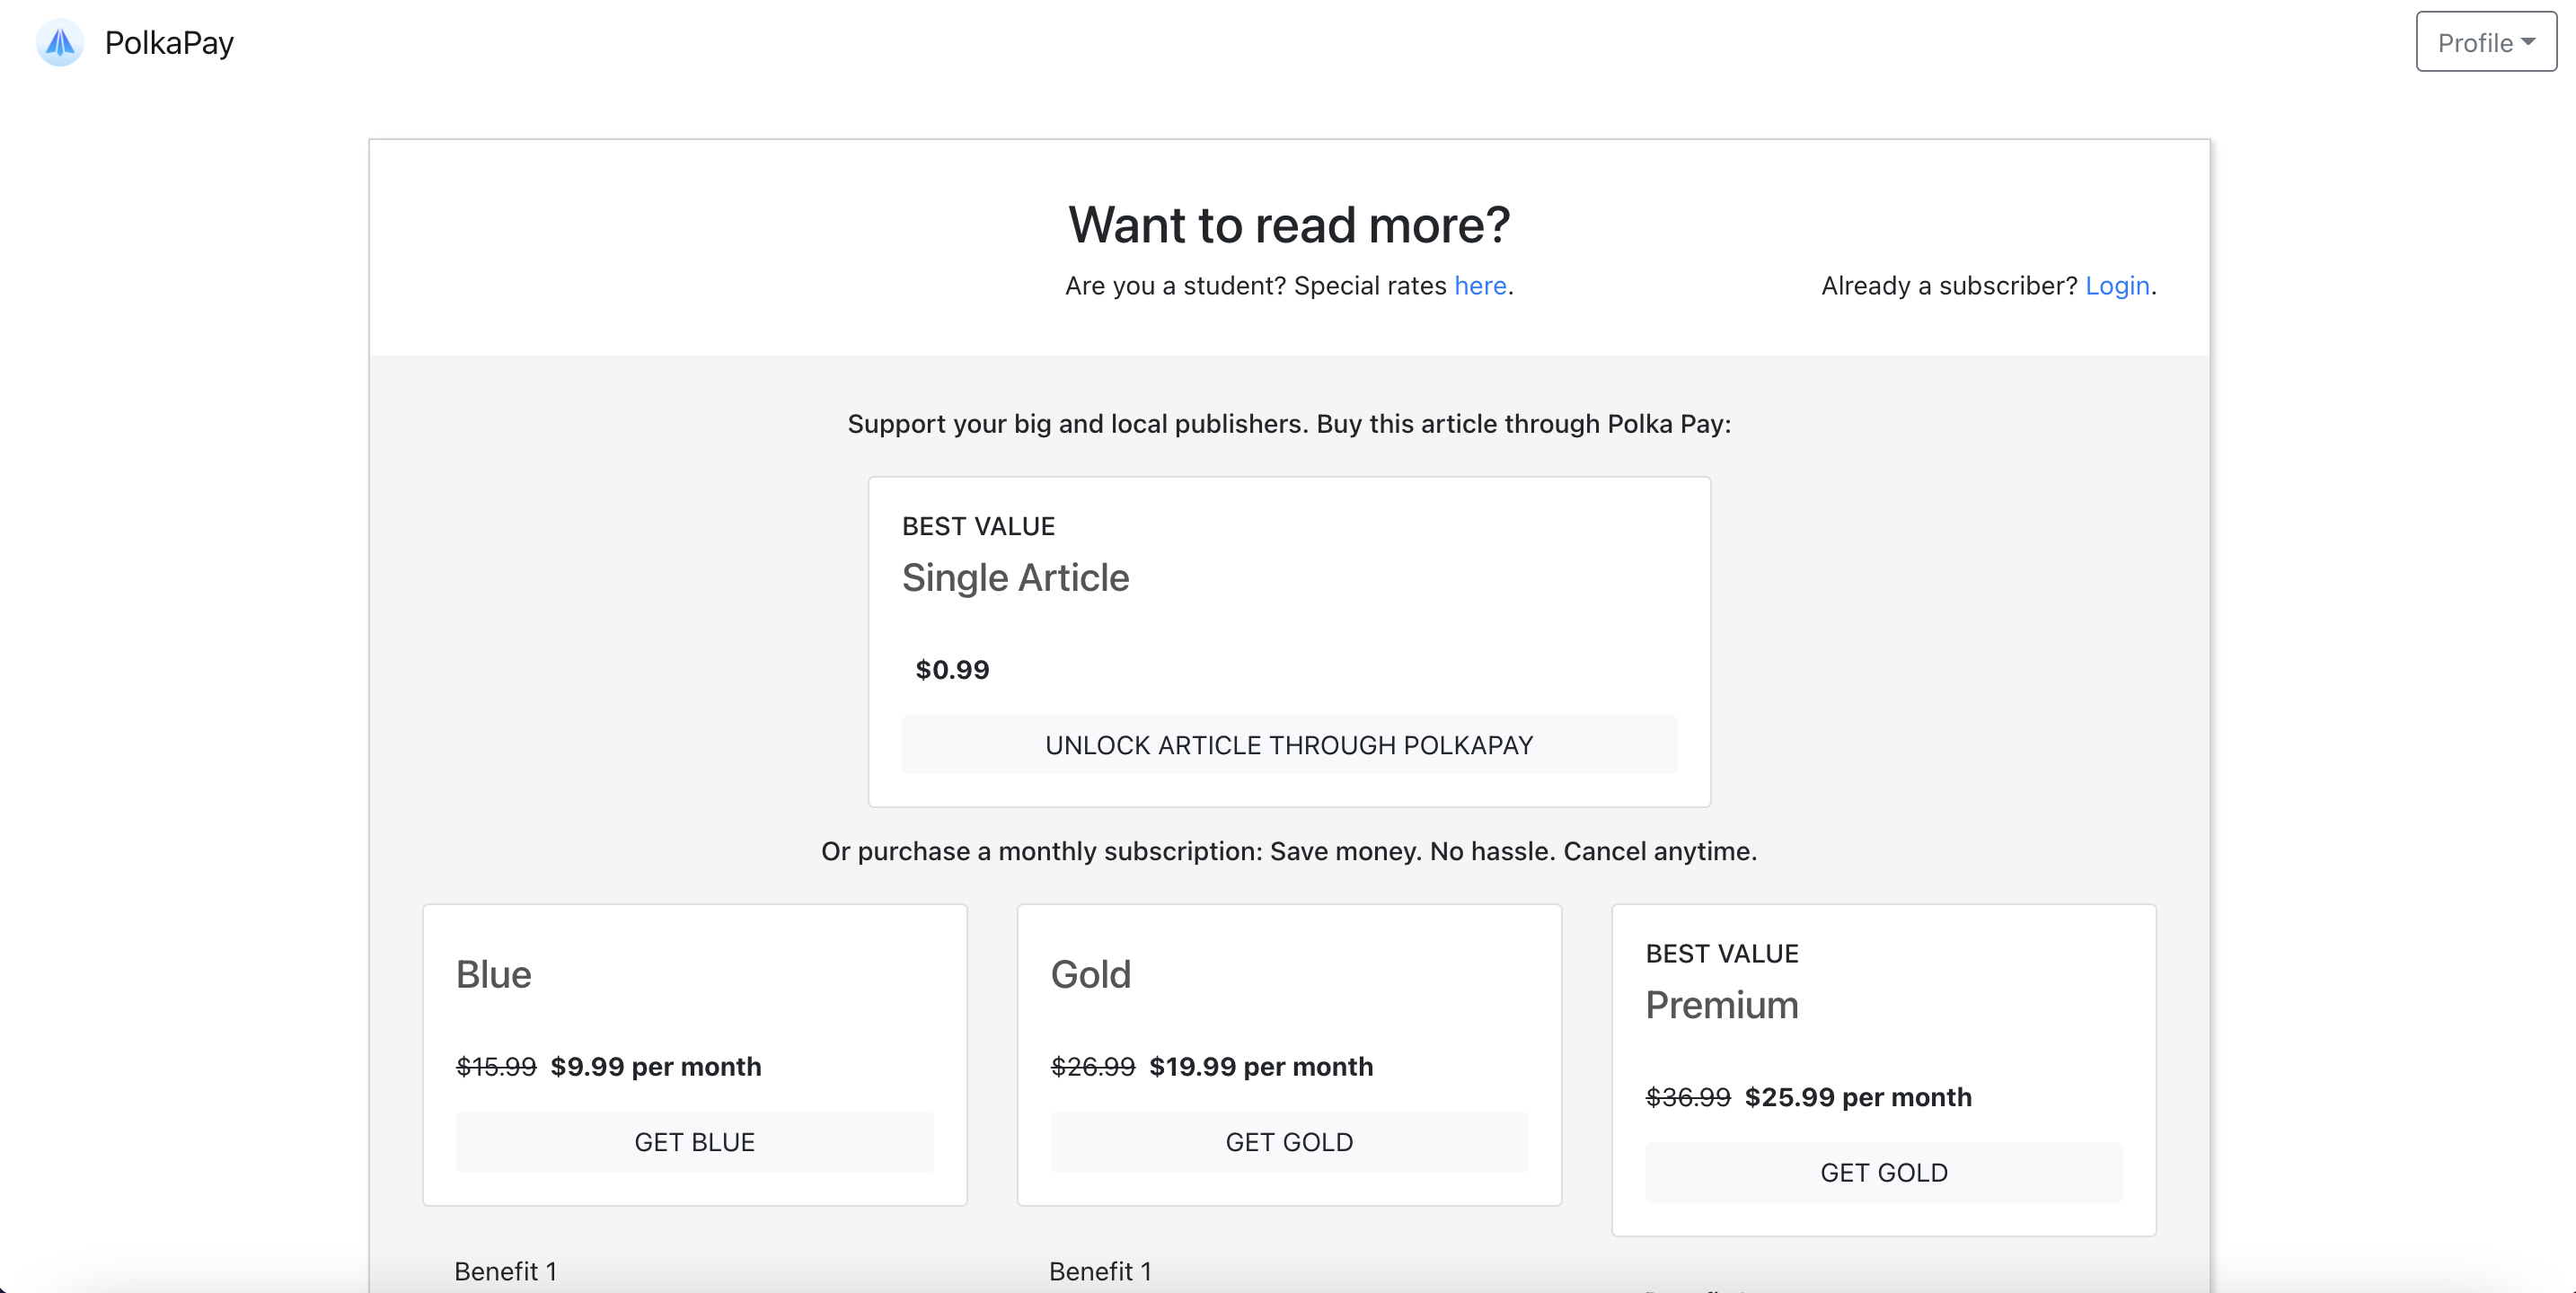 PolkaPay
Profile
Want to read more?
Are you a student? Special rates here.
Already a subscriber? Login.
Support your big and local publishers. Buy this article through Polka Pay:
BEST VALUE
Single Article
$0.99
UNLOCK ARTICLE THROUGH POLKAPAY
Or purchase a monthly subscription: Save money. No hassle. Cancel anytime.
Blue
$15.99 $9.99 per month
GET BLUE
Benefit 1
Gold
$26.99 $19.99 per month
GET GOLD
Benefit 1
BEST VALUE
Premium
$36.99 $25.99 per month
GET GOLD